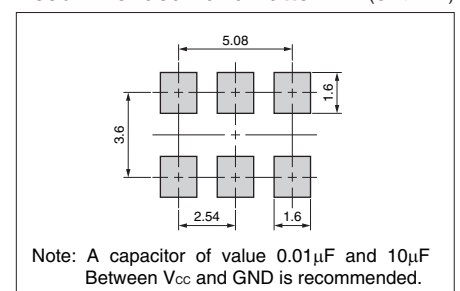 5.08
1.6
3.6
2.54
1.6
Note: A capacitor of value 0.01µF and 10µF
Between Vcc and GND is recommended.